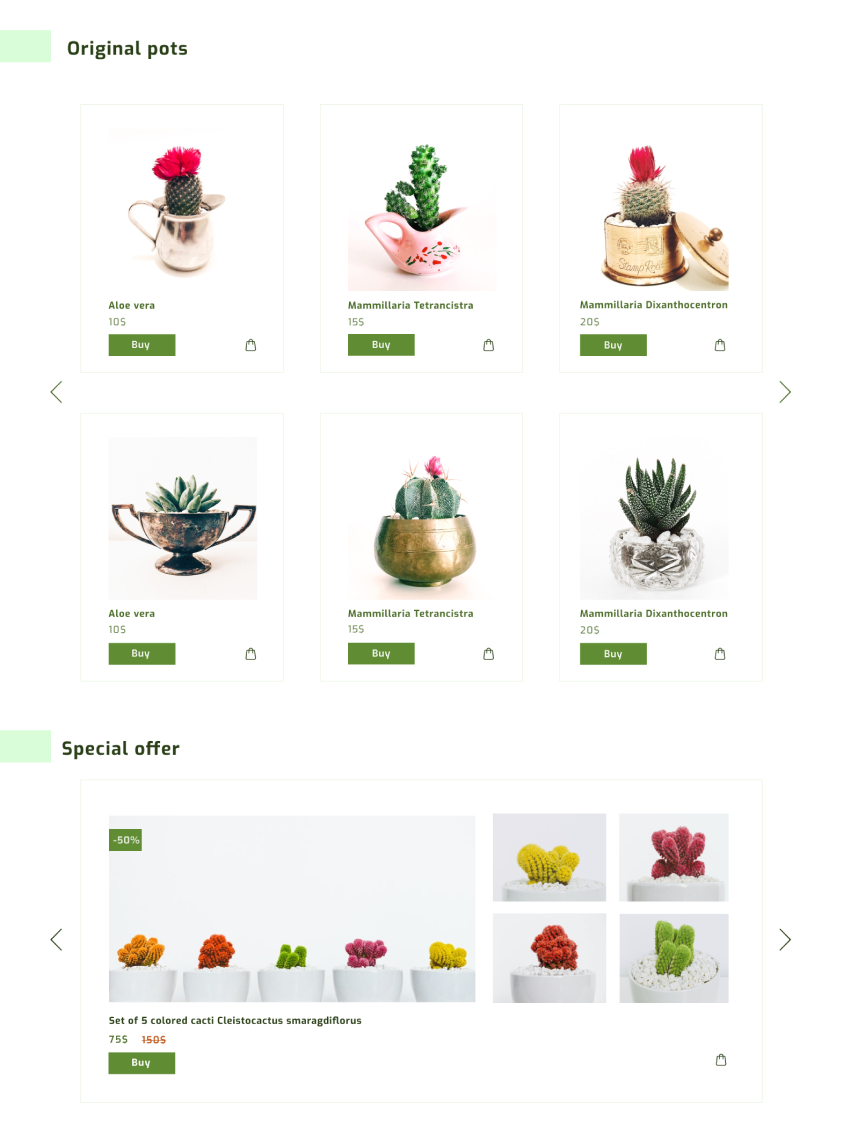 Original pots
Aloe vera
10$
Buy
Mammillaria Tetrancistra
15$
Buy
Stamp Roll
Mammillaria Dixanthocentron
20$
Buy
Aloe vera
10$
Buy
Mammillaria Tetrancistra
15$
Buy
Mammillaria Dixanthocentron
20$
Buy
Special offer
-50%
Set of 5 colored cacti Cleistocactus smaragdiflorus
75$ 150$
Buy